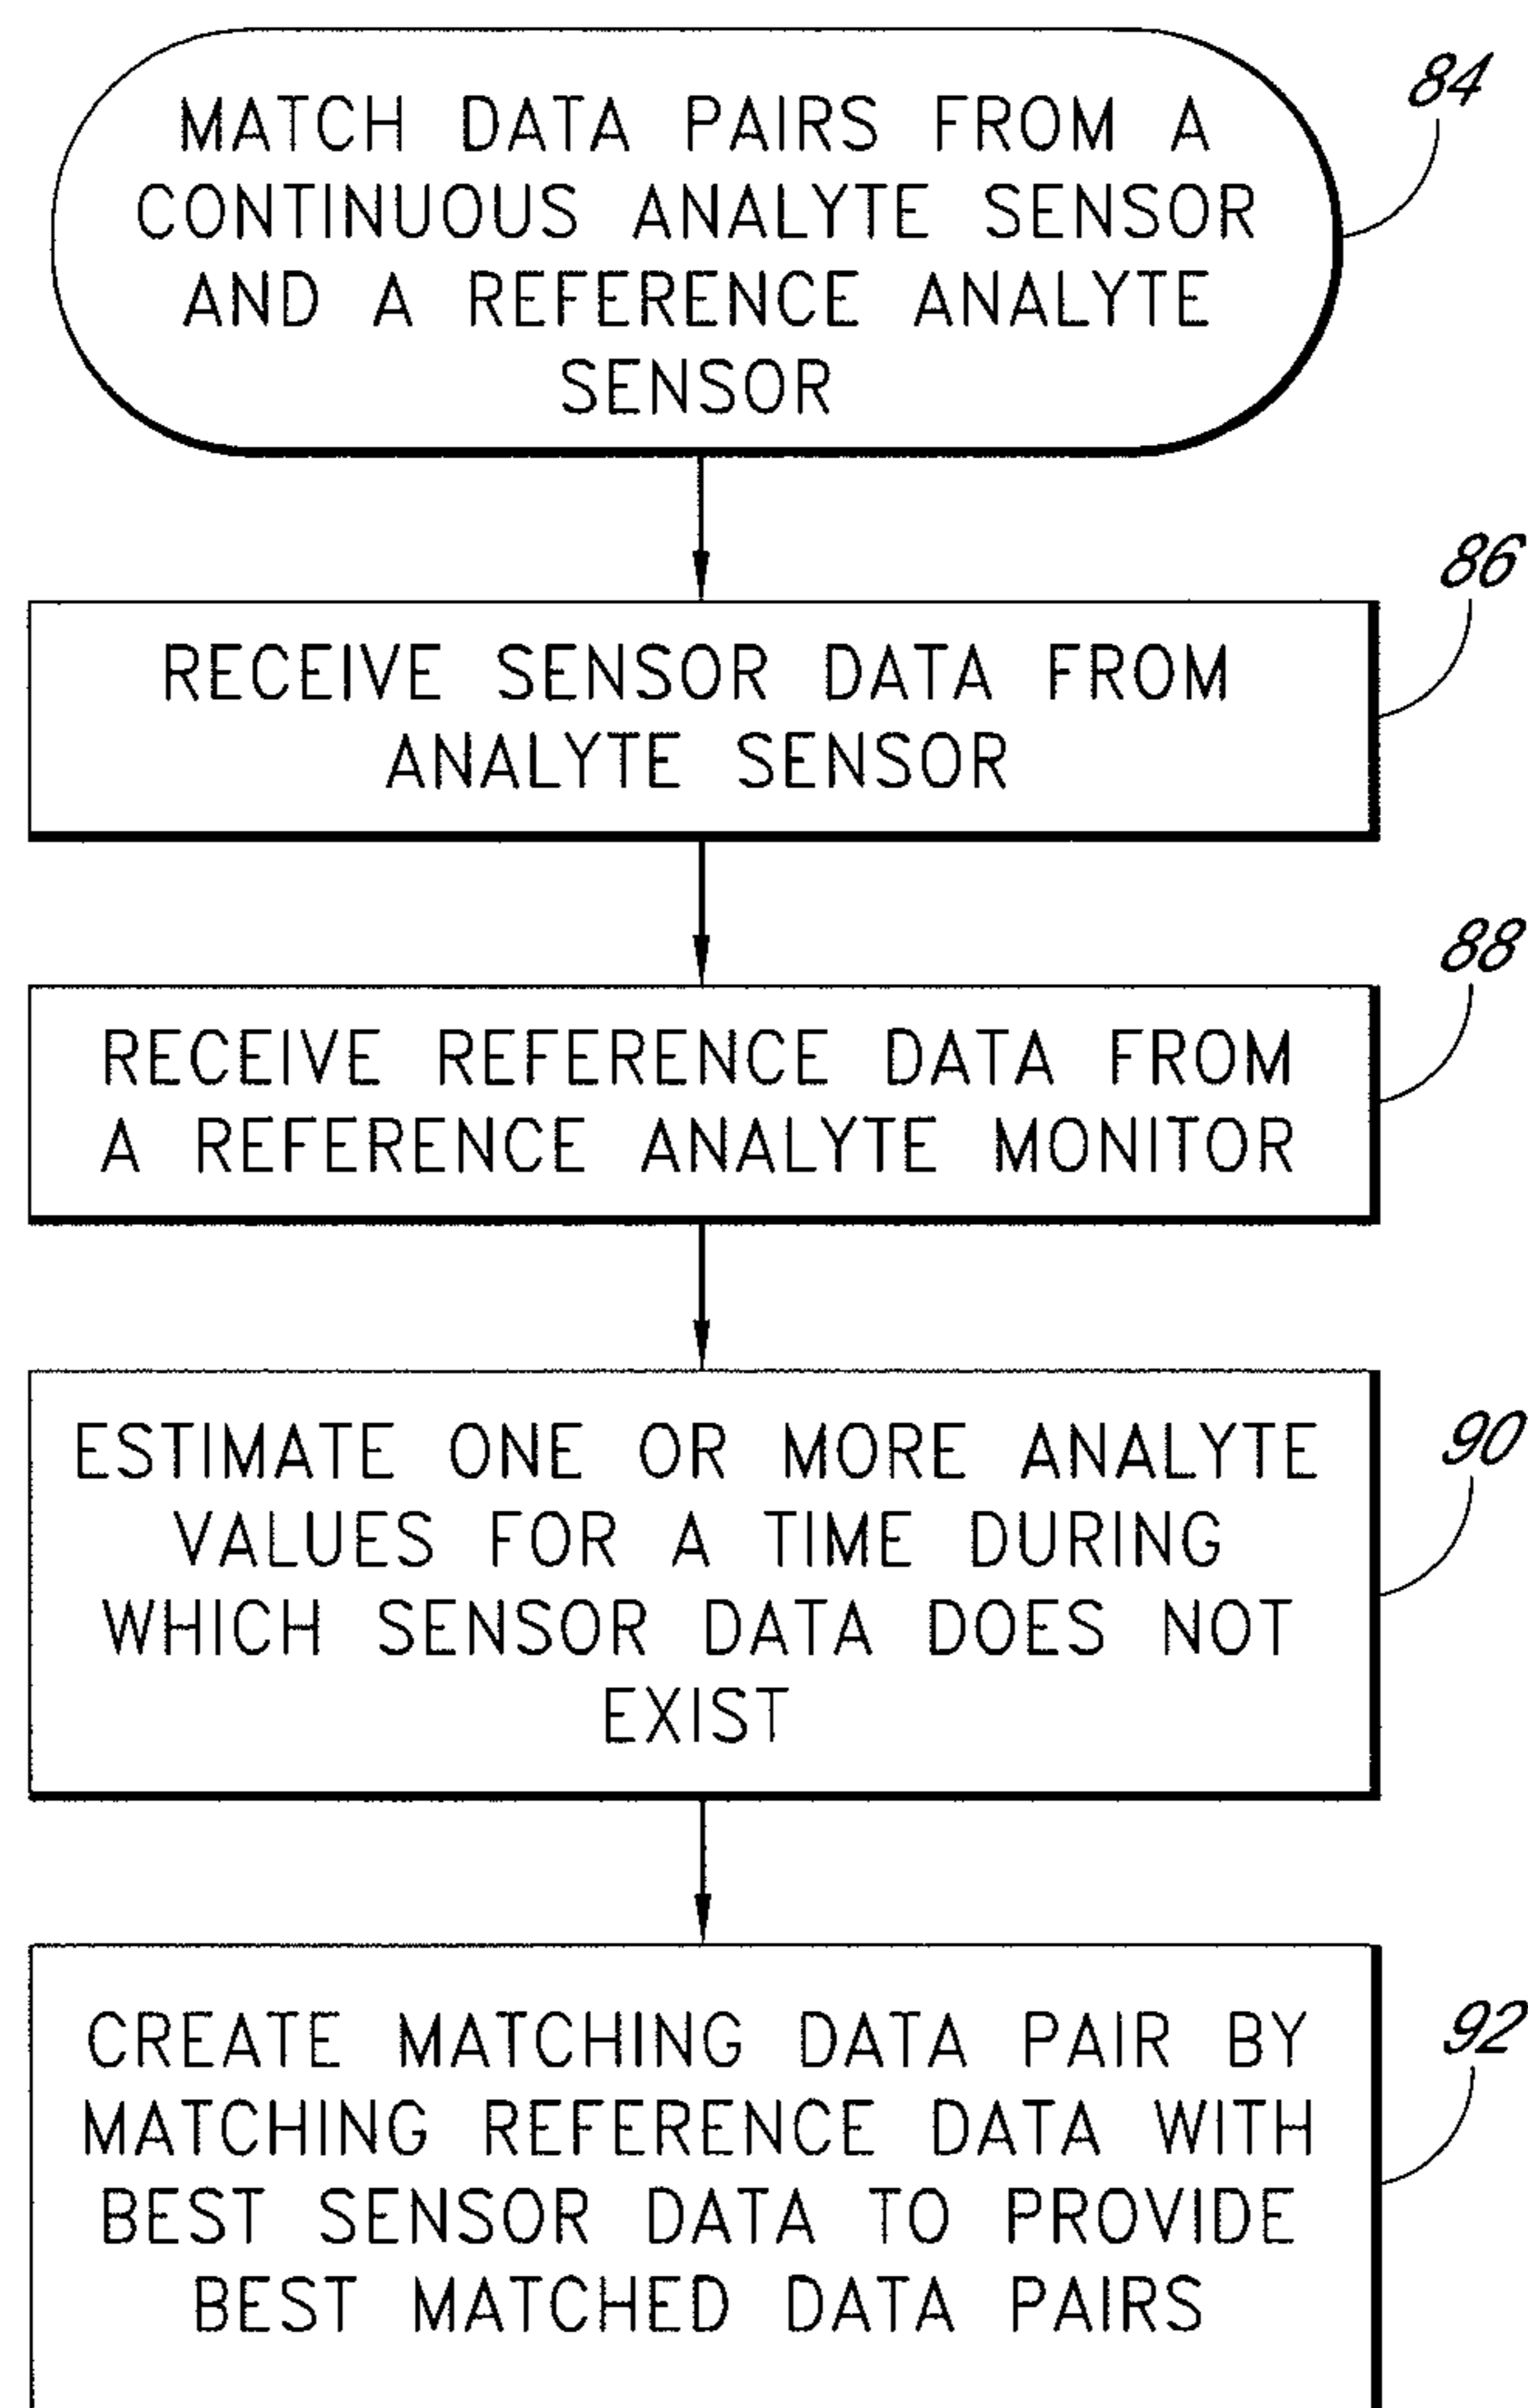 84
MATCH DATA PAIRS FROM A
CONTINUOUS ANALYTE SENSOR
AND A REFERENCE ANALYTE
SENSOR
86
RECEIVE SENSOR DATA FROM
ANALYTE SENSOR
88
RECEIVE REFERENCE DATA FROM
A REFERENCE ANALYTE MONITOR
90
ESTIMATE ONE OR MORE ANALYTE
VALUES FOR A TIME DURING
WHICH SENSOR DATA DOES NOT
EXIST
92
CREATE MATCHING DATA PAIR BY
MATCHING REFERENCE DATA WITH
BEST SENSOR DATA TO PROVIDE
BEST MATCHED DATA PAIRS